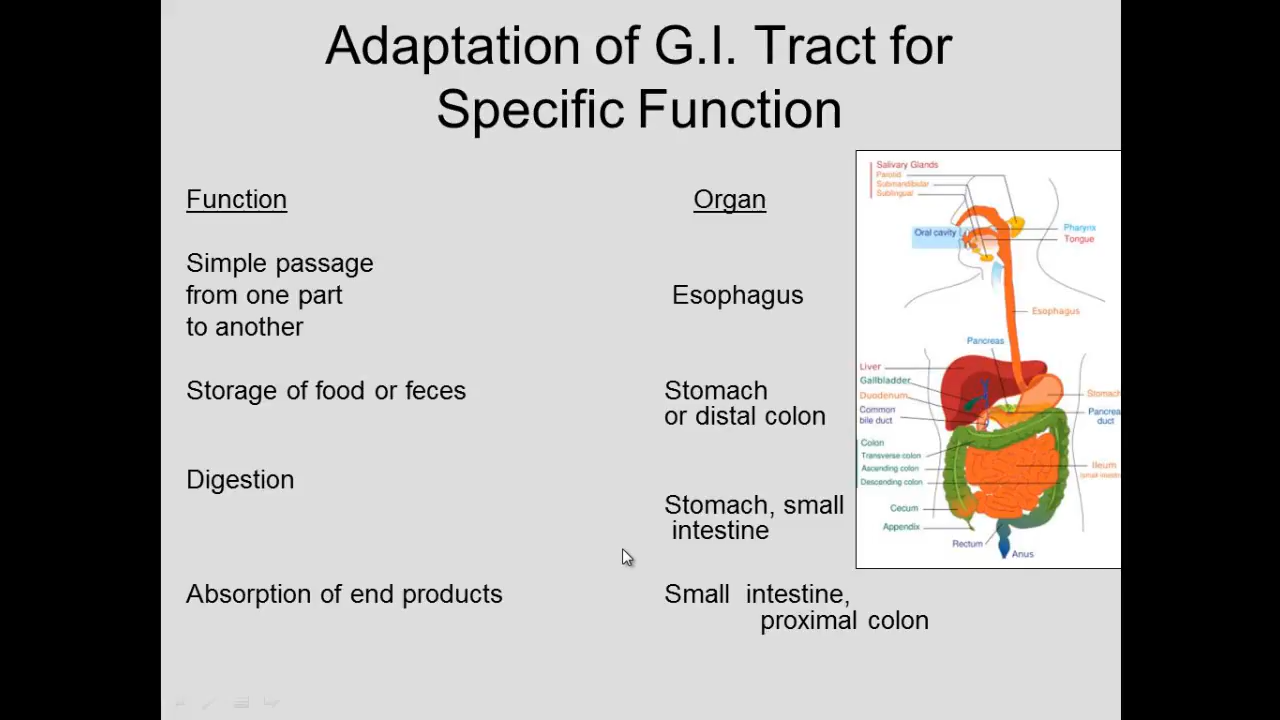 Adaptation of G.I. Tract for
Specific Function
Function
Organ
Simple passage
from one part
to another
Esophagus
Storage of food or feces
Stomach
or distal colon
Digestion
Stomach, small
intestine
Absorption of end products
Small intestine,
proximal colon
Salivary Glands
Parotid
Submandibular
Sublingual
Oral cavity
Pharynx
Tongue
Esophagus
Pancreas
Liver
Gallbladder
Duodenum
Common
bile duct
Stomach
Pancrea
duct
Colon
Transverse colon
Ascending colon
Descending colon
Ileum
(small intesti
Cecum
Appendix
Rectum
Anus